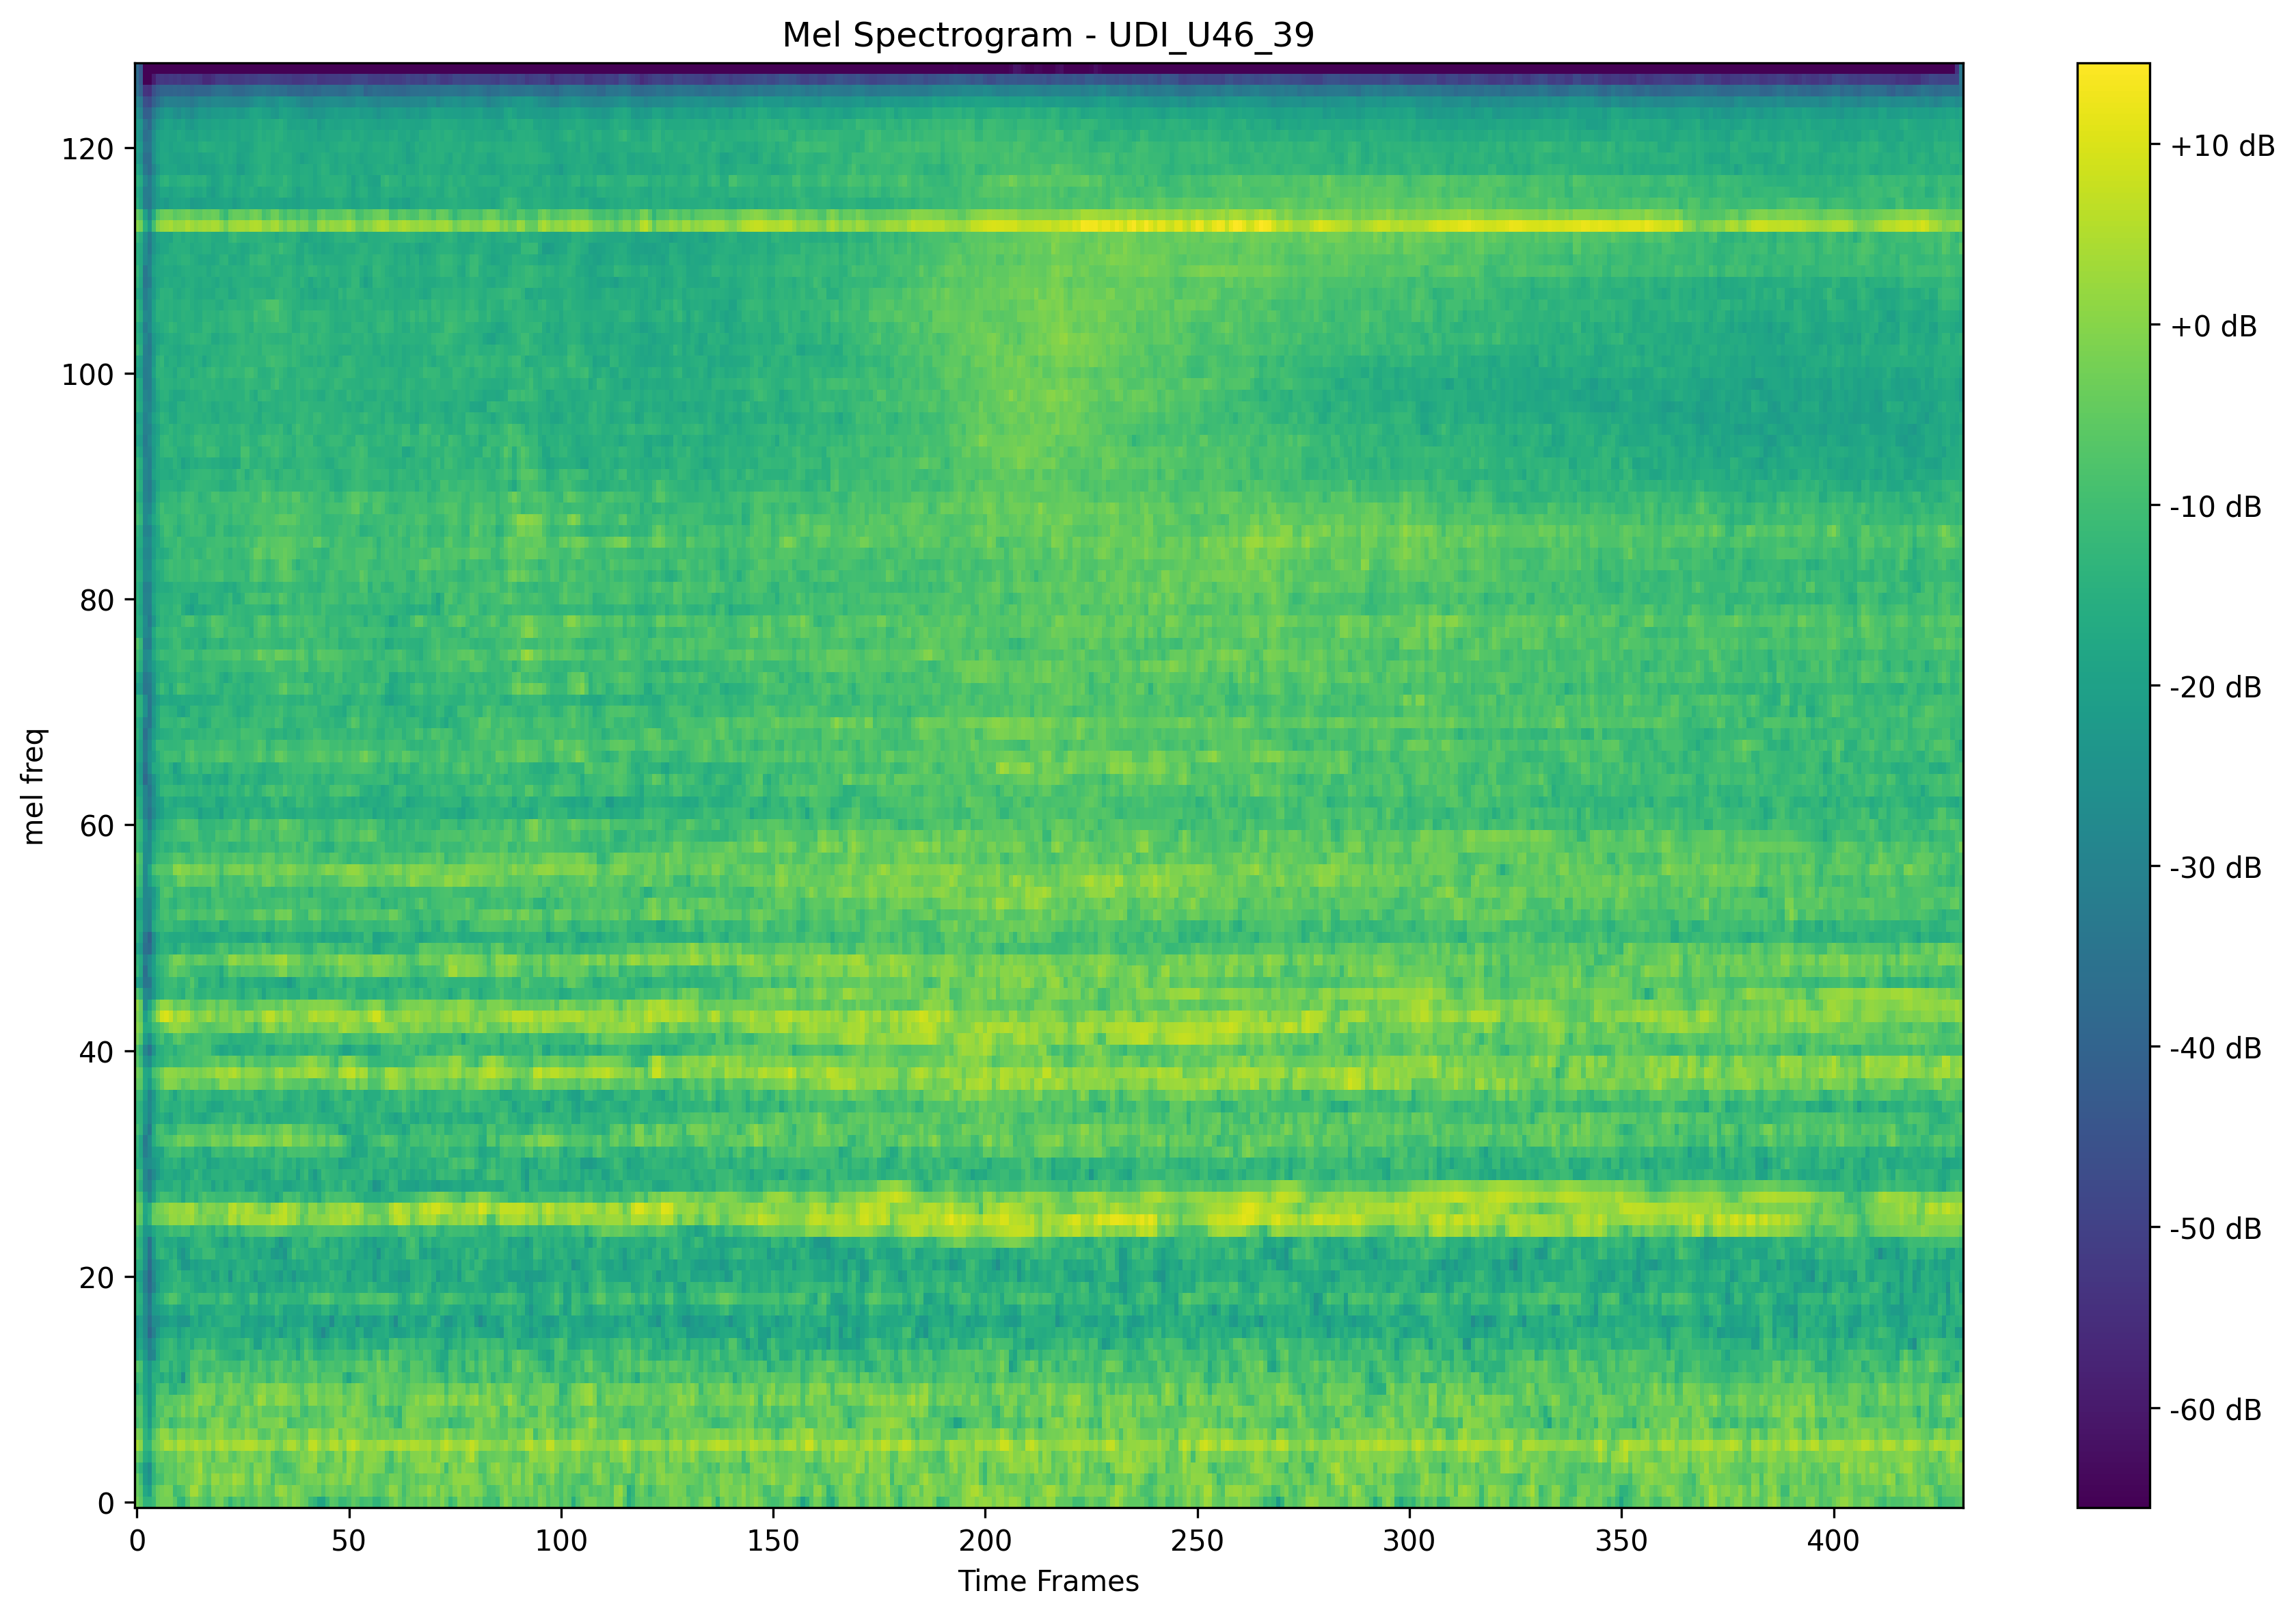 Mel Spectrogram - UDI_U46_39
mel freq
120
100
80
60
40
20
0
0 50 100 150 200 250 300 350 400
Time Frames
+10 dB
+0 dB
-10 dB
-20 dB
-30 dB
-40 dB
-50 dB
-60 dB